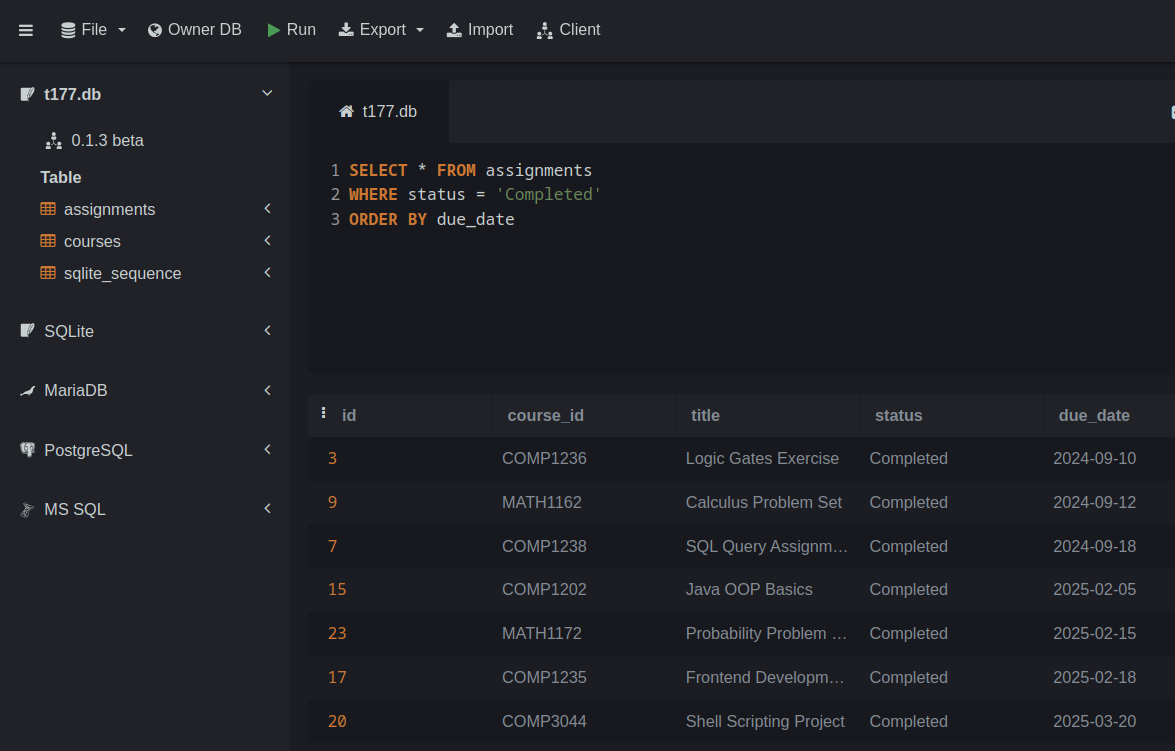 File Owner DB Run Export Import Client
t177.db
0.1.3 beta
Table
assignments
courses
sqlite_sequence
SQLite
MariaDB
PostgreSQL
MS SQL
t177.db
1 SELECT * FROM assignments
2 WHERE status = 'Completed'
3 ORDER BY due_date
id course_id title status due_date
3 COMP1236 Logic Gates Exercise Completed 2024-09-10
9 MATH1162 Calculus Problem Set Completed 2024-09-12
7 COMP1238 SQL Query Assignm… Completed 2024-09-18
15 COMP1202 Java OOP Basics Completed 2025-02-05
23 MATH1172 Probability Problem … Completed 2025-02-15
17 COMP1235 Frontend Developm… Completed 2025-02-18
20 COMP3044 Shell Scripting Project Completed 2025-03-20